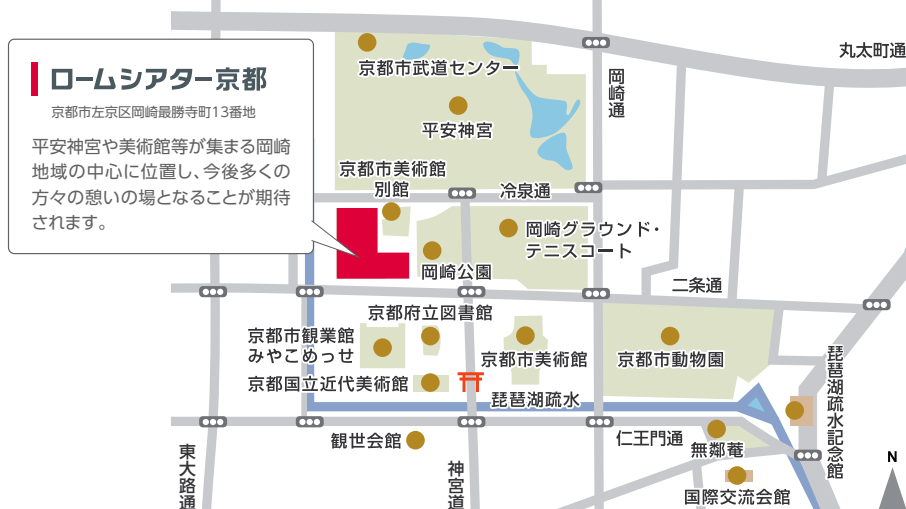 ロームシアター京都
京都市左京区岡崎最勝寺町13番地
平安神宮や美術館等が集まる岡崎
地域の中心に位置し、今後多くの
方々の憩いの場となることが期待
されます。
丸太町通
京都市武道センター
岡崎通
平安神宮
京都市美術館
別館
冷泉通
岡崎グラウンド・
テニスコート
岡崎公園
二条通
京都府立図書館
京都市観業館
みやこめっせ
京都市美術館
京都市動物園
琵琶湖疏水記念館
京都国立近代美術館
琵琶湖疏水
観世会館
仁王門通
無鄰菴
東大路通
神宮道
国際交流会館
N